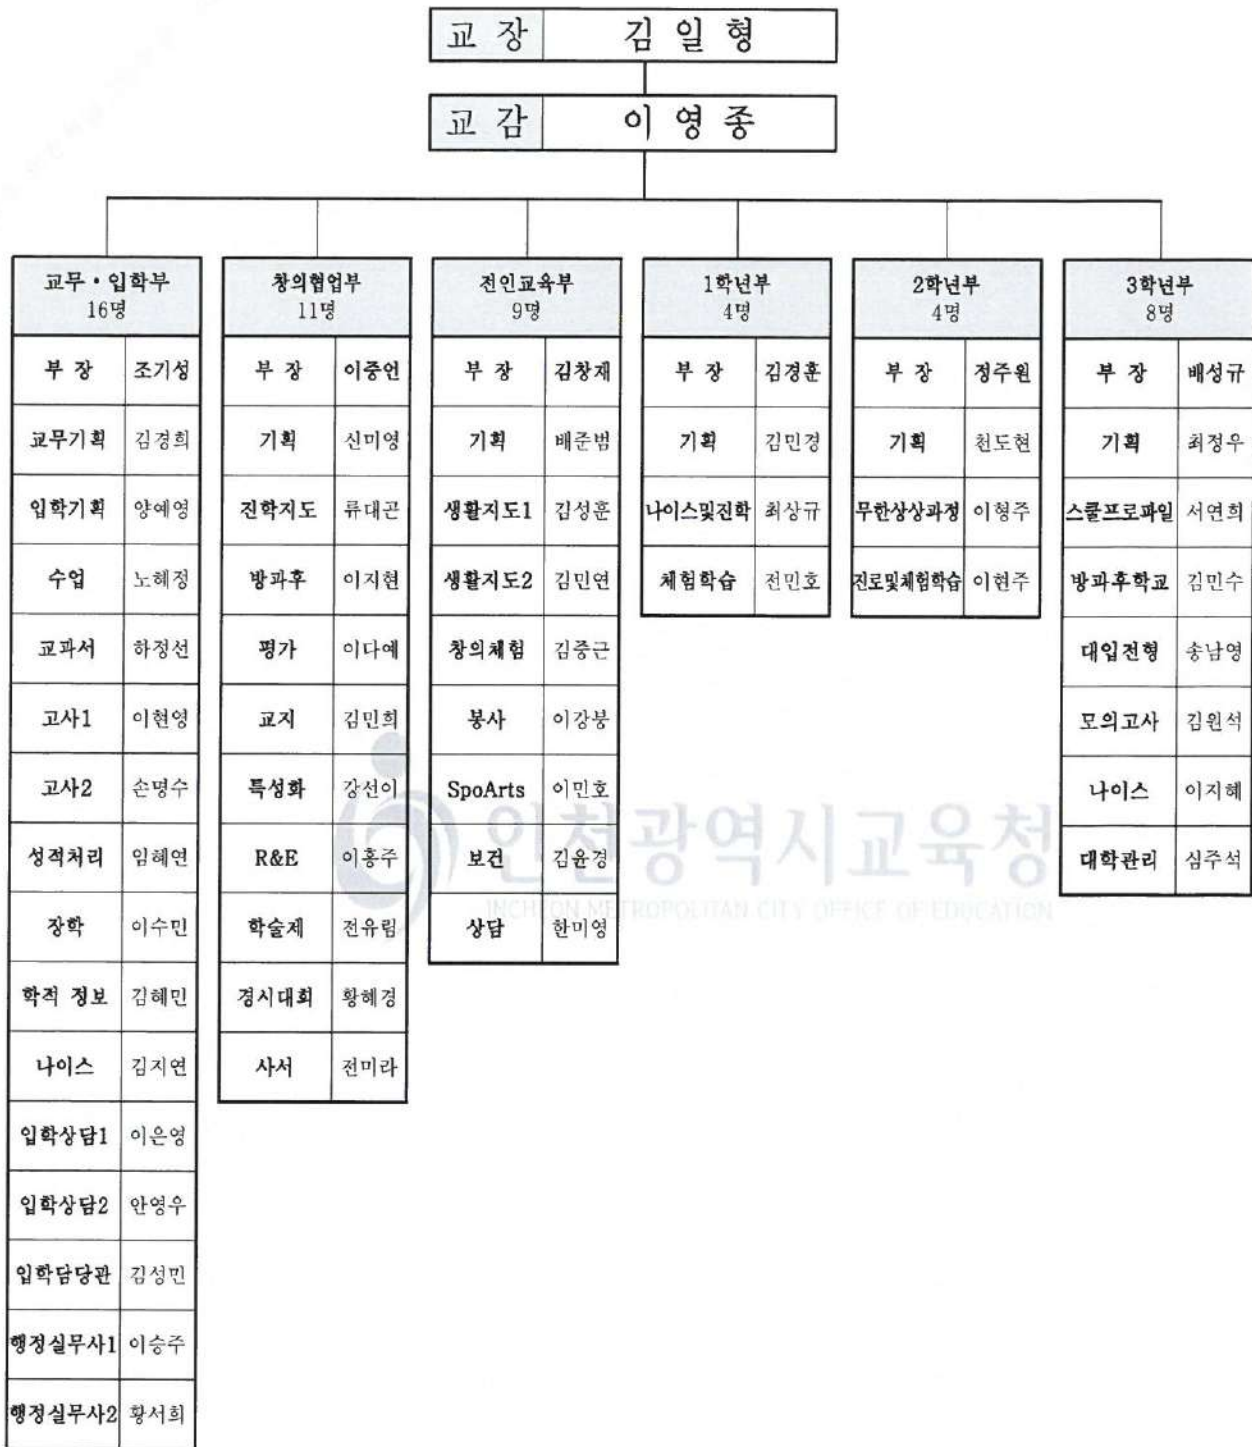 교 장 김 일 형
교 감 이 영 종
교무・입학부
16명
부 장 조기성
교무기획 김경희
입학기획 양예영
수업 노혜정
교과서 하정선
고사1 이현영
고사2 손명수
성적처리 임혜연
장학 이수민
학적 정보 김혜민
나이스 김지연
입학상담1 이은영
입학상담2 안영우
입학담당관 김성민
행정실무사1 이승주
행정실무사2 황서희
창의협업부
11명
부 장 이중언
기획 신미영
진학지도 류대곤
방과후 이지현
평가 이다예
교지 김민희
특성화 강선이
R&E 이홍주
학술제 전유림
경시대회 황혜경
사서 전미라
전인교육부
9명
부 장 김창재
기획 배준범
생활지도1 김성훈
생활지도2 김민연
창의체험 김중근
봉사 이강붕
SpoArts 이민호
보건 김윤경
상담 한미영
1학년부
4명
부 장 김경훈
기획 김민경
나이스및진학 최상규
체험학습 전민호
2학년부
4명
부 장 정주원
기획 천도현
무한상상과정 이형주
진로및체험학습 이현주
3학년부
8명
부 장 배성규
기획 최정우
스쿨프로파일 서연희
방과후학교 김민수
대입전형 송남영
모의고사 김원석
나이스 이지혜
대학관리 심주석
인천광역시교육청
INCHEON METROPOLITAN CITY OFFICE OF EDUCATION